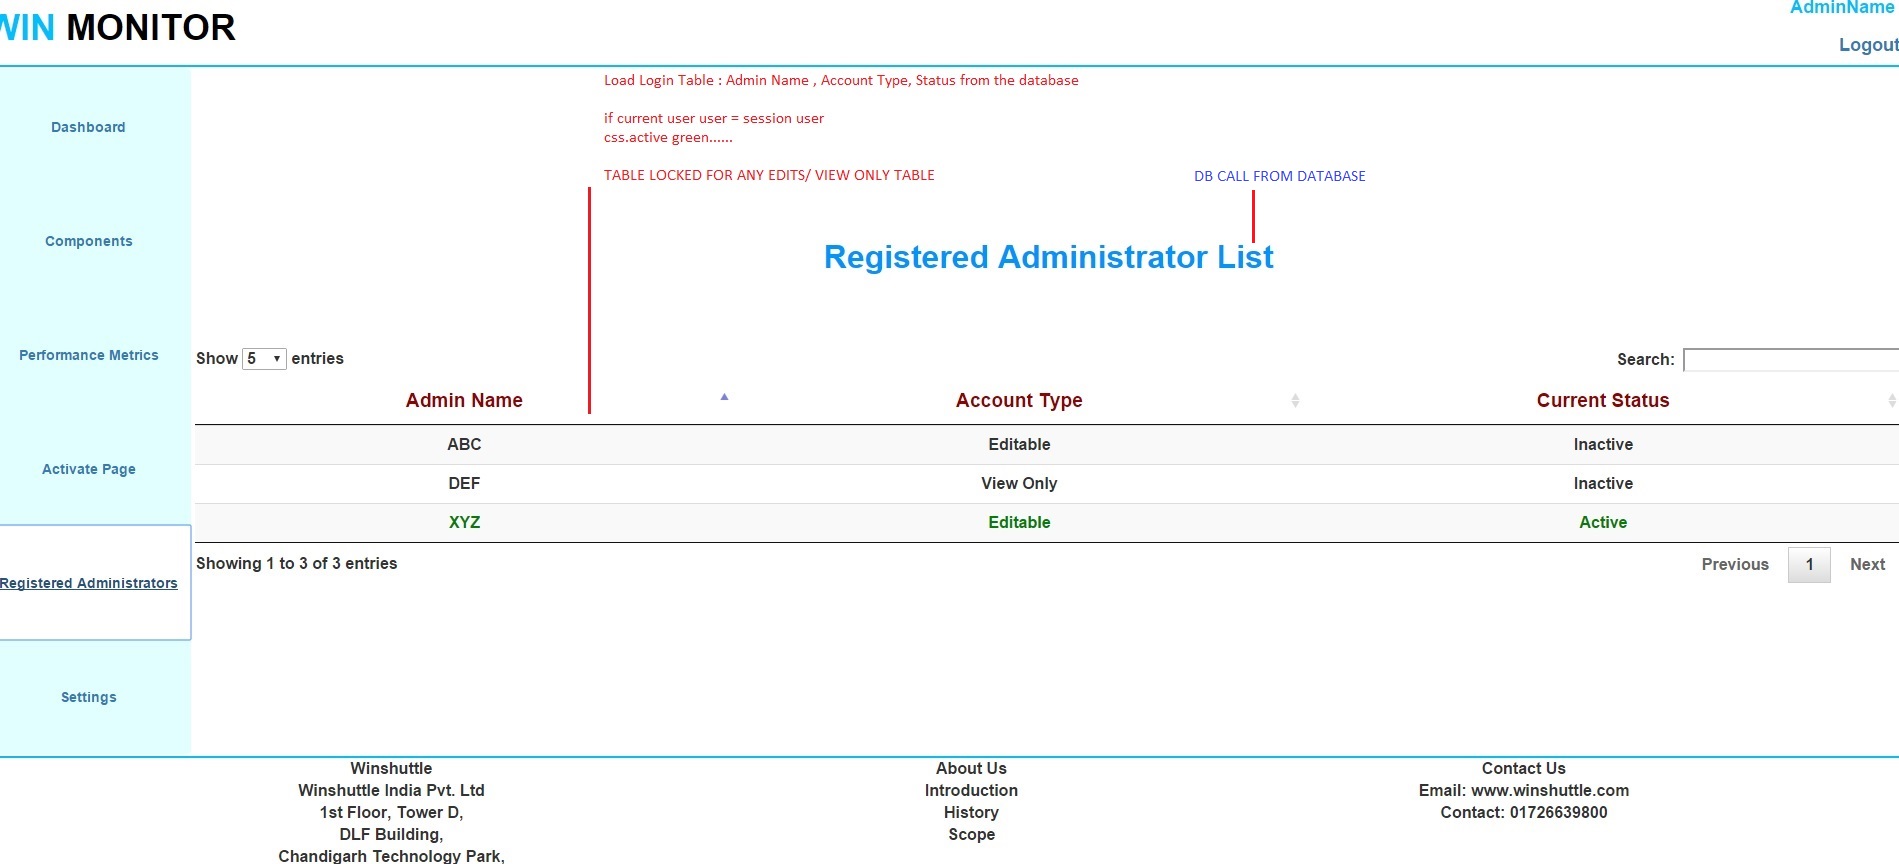 WIN MONITOR
AdminName
Logout
Load Login Table : Admin Name , Account Type, Status from the database
if current user user = session user
css.active green......
TABLE LOCKED FOR ANY EDITS/ VIEW ONLY TABLE
DB CALL FROM DATABASE
Dashboard
Components
Performance Metrics
Activate Page
Registered Administrators
Settings
Registered Administrator List
Show 5 entries
Search:
Admin Name Account Type Current Status
ABC Editable Inactive
DEF View Only Inactive
XYZ Editable Active
Showing 1 to 3 of 3 entries
Previous 1 Next
Winshuttle
Winshuttle India Pvt. Ltd
1st Floor, Tower D,
DLF Building,
Chandigarh Technology Park,
About Us
Introduction
History
Scope
Contact Us
Email: www.winshuttle.com
Contact: 01726639800